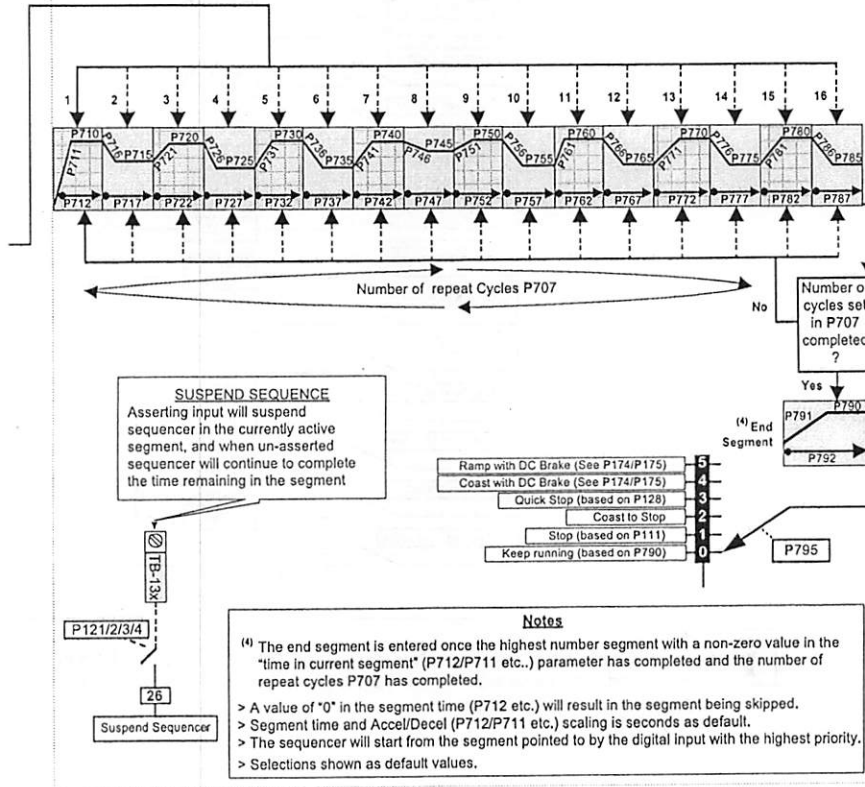 1 2 3 4 5 6 7 8 9 10 11 12 13 14 15 16
P710 P720 P730 P740 P745 P750 P760 P770 P780
P711 P716 P715 P721 P726 P725 P731 P736 P735 P741 P746 P751 P756 P755 P761 P766 P765 P771 P776 P775 P781 P786 P785
P712 P717 P722 P727 P732 P737 P742 P747 P752 P757 P762 P767 P772 P777 P782 P787
Number of repeat Cycles P707
No
Number o
cycles set
in P707
completed
?
Yes
P791 P790
(4) End
Segment
P792
SUSPEND SEQUENCE
Asserting input will suspend
sequencer in the currently active
segment, and when un-asserted
sequencer will continue to complete
the time remaining in the segment
TB-13x
P121/2/3/4
26
Suspend Sequencer
Ramp with DC Brake (See P174/P175) 5
Coast with DC Brake (See P174/P175) 4
Quick Stop (based on P128) 3
Coast to Stop 2
Stop (based on P111) 1
Keep running (based on P790) 0
P795
Notes
(4) The end segment is entered once the highest number segment with a non-zero value in the
"time in current segment" (P712/P711 etc..) parameter has completed and the number of
repeat cycles P707 has completed.
> A value of "0" in the segment time (P712 etc.) will result in the segment being skipped.
> Segment time and Accel/Decel (P712/P711 etc.) scaling is seconds as default.
> The sequencer will start from the segment pointed to by the digital input with the highest priority.
> Selections shown as default values.